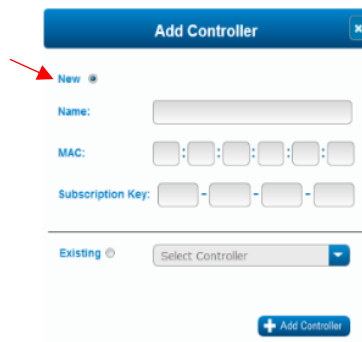 Add Controller
New
Name:
MAC: : : : : :
Subscription Key: - - -
Existing Select Controller
Add Controller